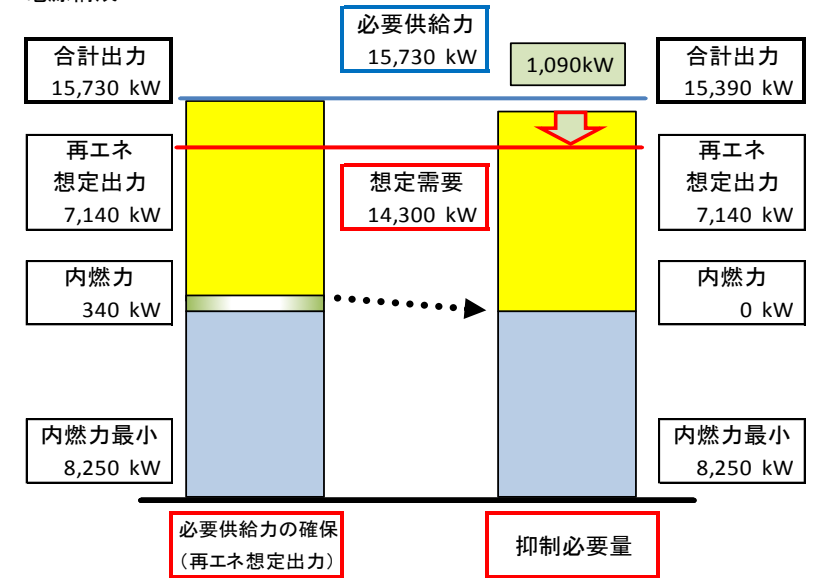 必要供給力
15,730 kW
1,090kW
合計出力
15,730 kW
合計出力
15,390 kW
再エネ
想定出力
7,140 kW
想定需要
14,300 kW
再エネ
想定出力
7,140 kW
内燃力
340 kW
内燃力
0 kW
内燃力最小
8,250 kW
内燃力最小
8,250 kW
必要供給力の確保
(再エネ想定出力)
抑制必要量